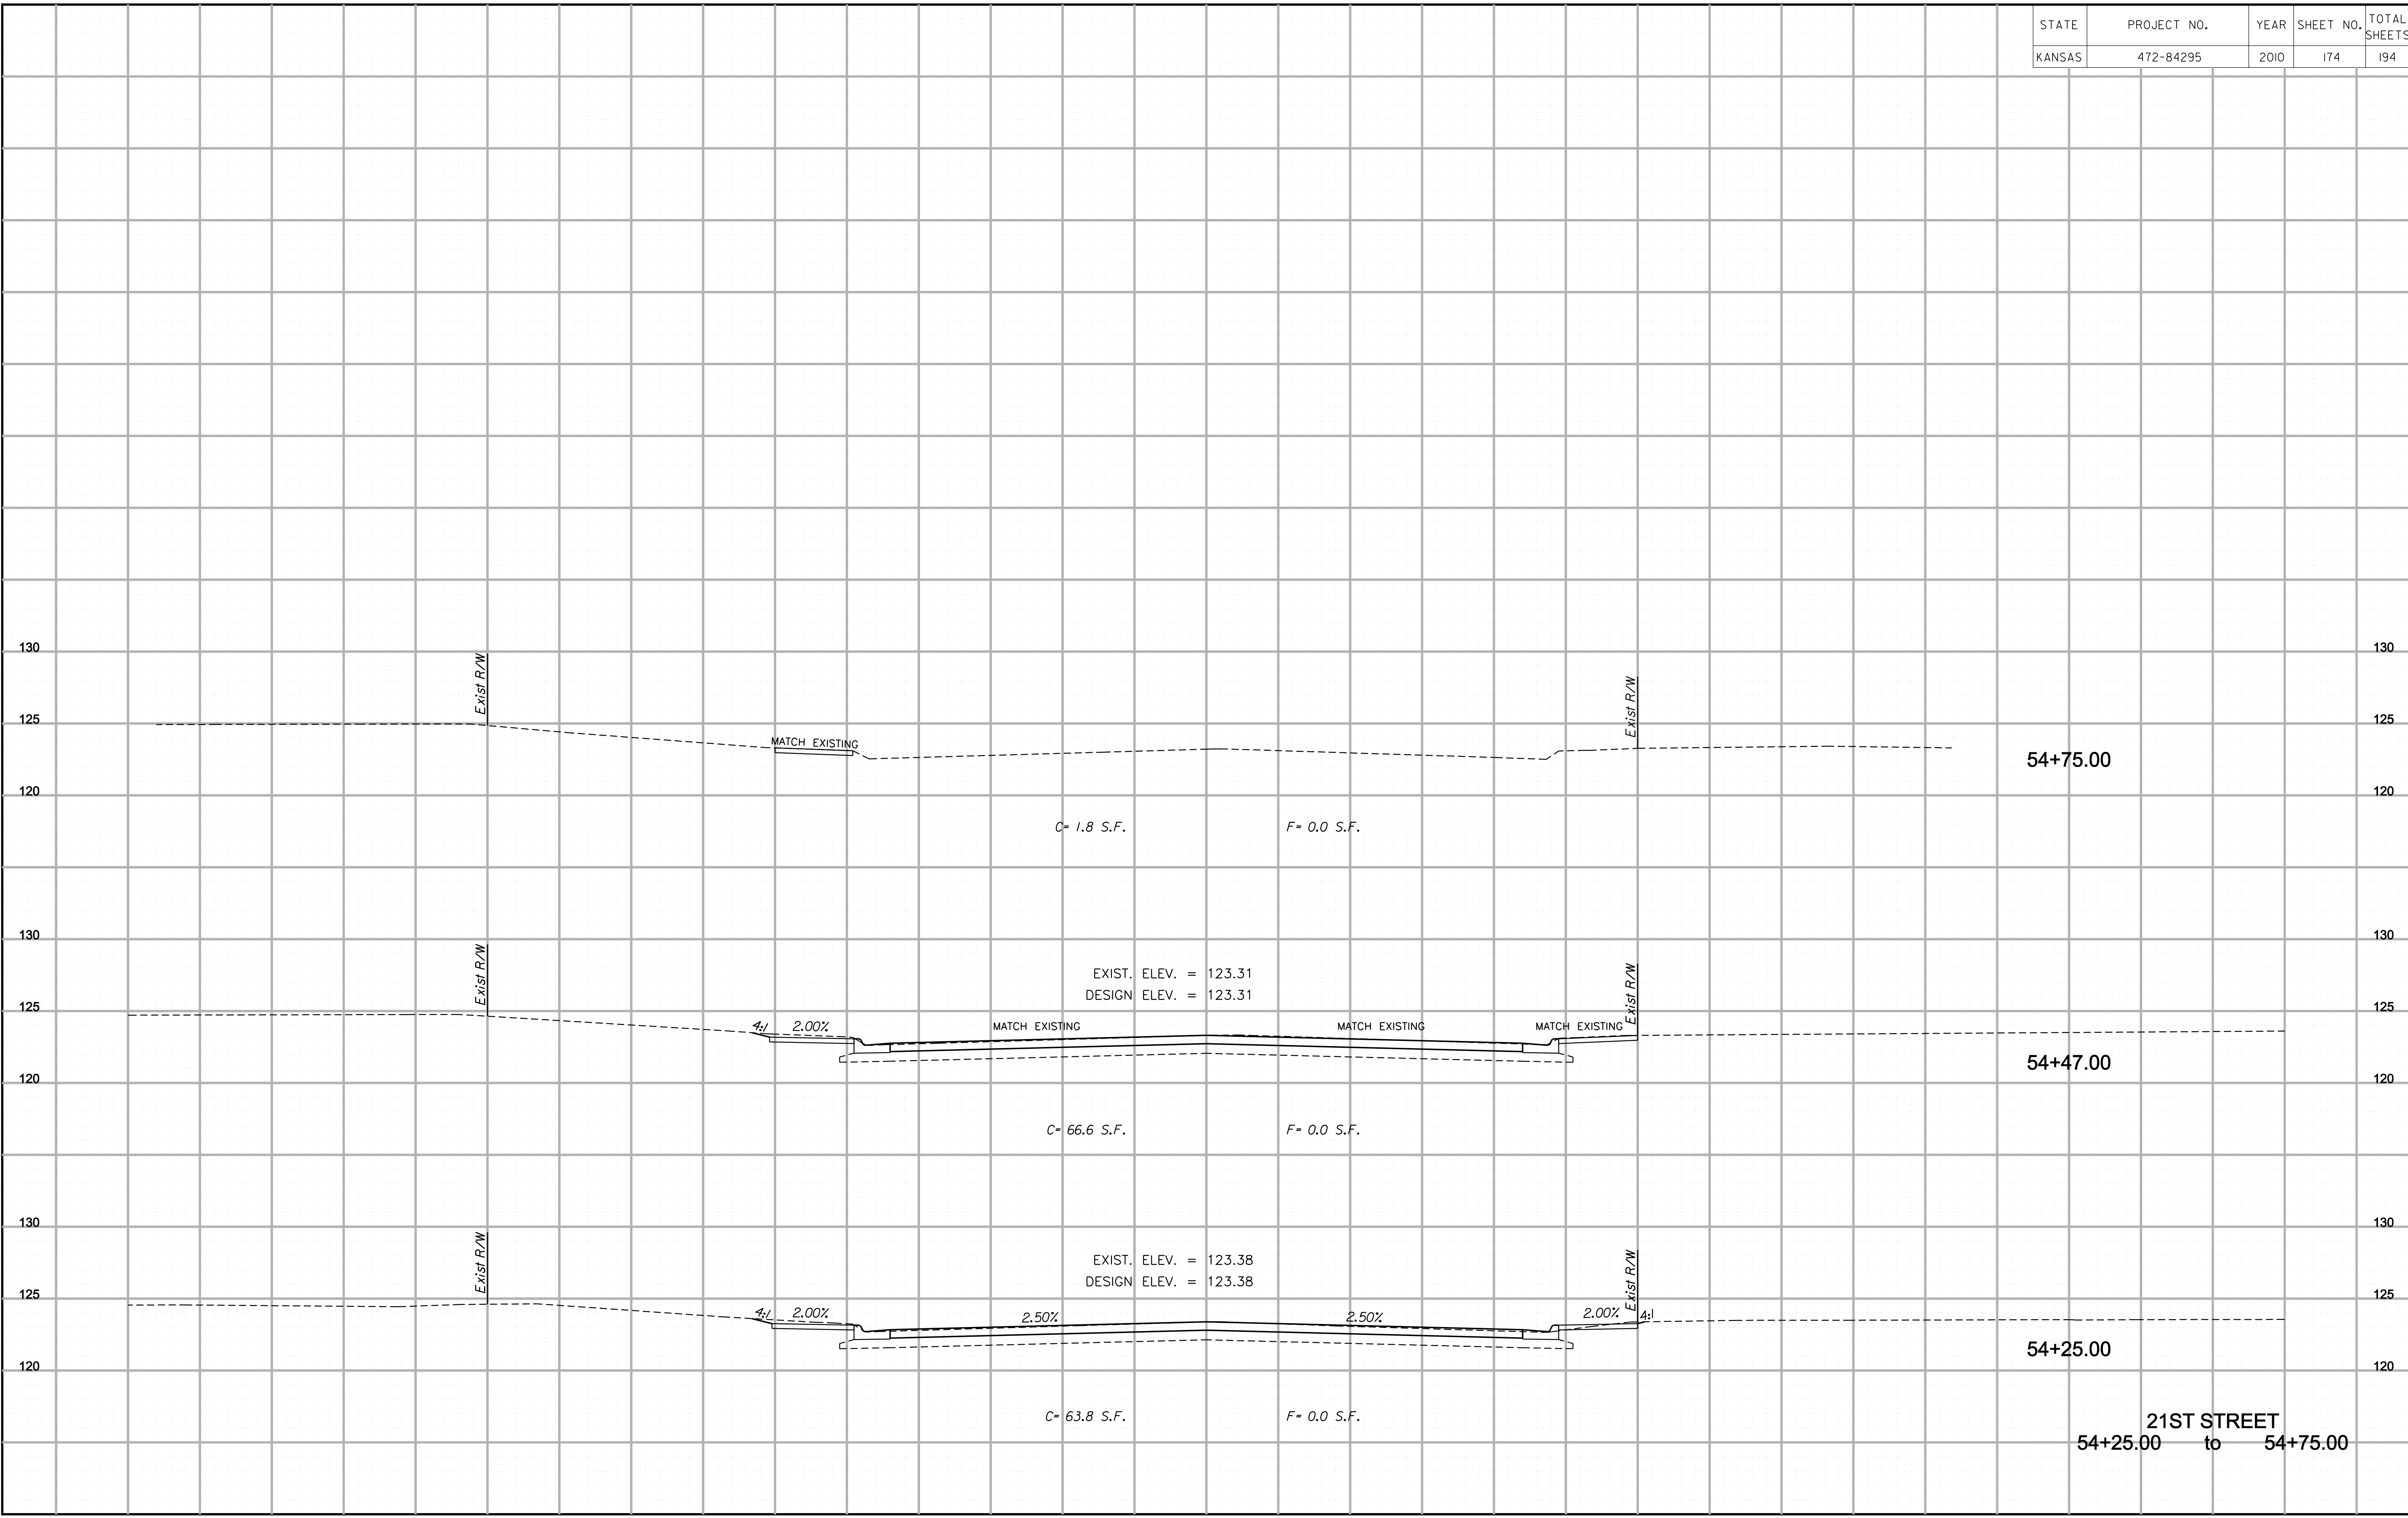 STATE PROJECT NO. YEAR SHEET NO. TOTAL SHEETS
KANSAS 472-84295 2010 174 194
130 130
Exist R/W Exist R/W
125 125
MATCH EXISTING
54+75.00
120 120
C= 1.8 S.F. F= 0.0 S.F.
130 130
Exist R/W Exist R/W
EXIST. ELEV. = 123.31
DESIGN ELEV. = 123.31
125 125
4:1 2.00% MATCH EXISTING MATCH EXISTING MATCH EXISTING
54+47.00
120 120
C= 66.6 S.F. F= 0.0 S.F.
130 130
Exist R/W Exist R/W
EXIST. ELEV. = 123.38
DESIGN ELEV. = 123.38
125 125
4:1 2.00% 2.50% 2.50% 2.00% 4:1
54+25.00
120 120
C= 63.8 S.F. F= 0.0 S.F.
21ST STREET
54+25.00 to 54+75.00